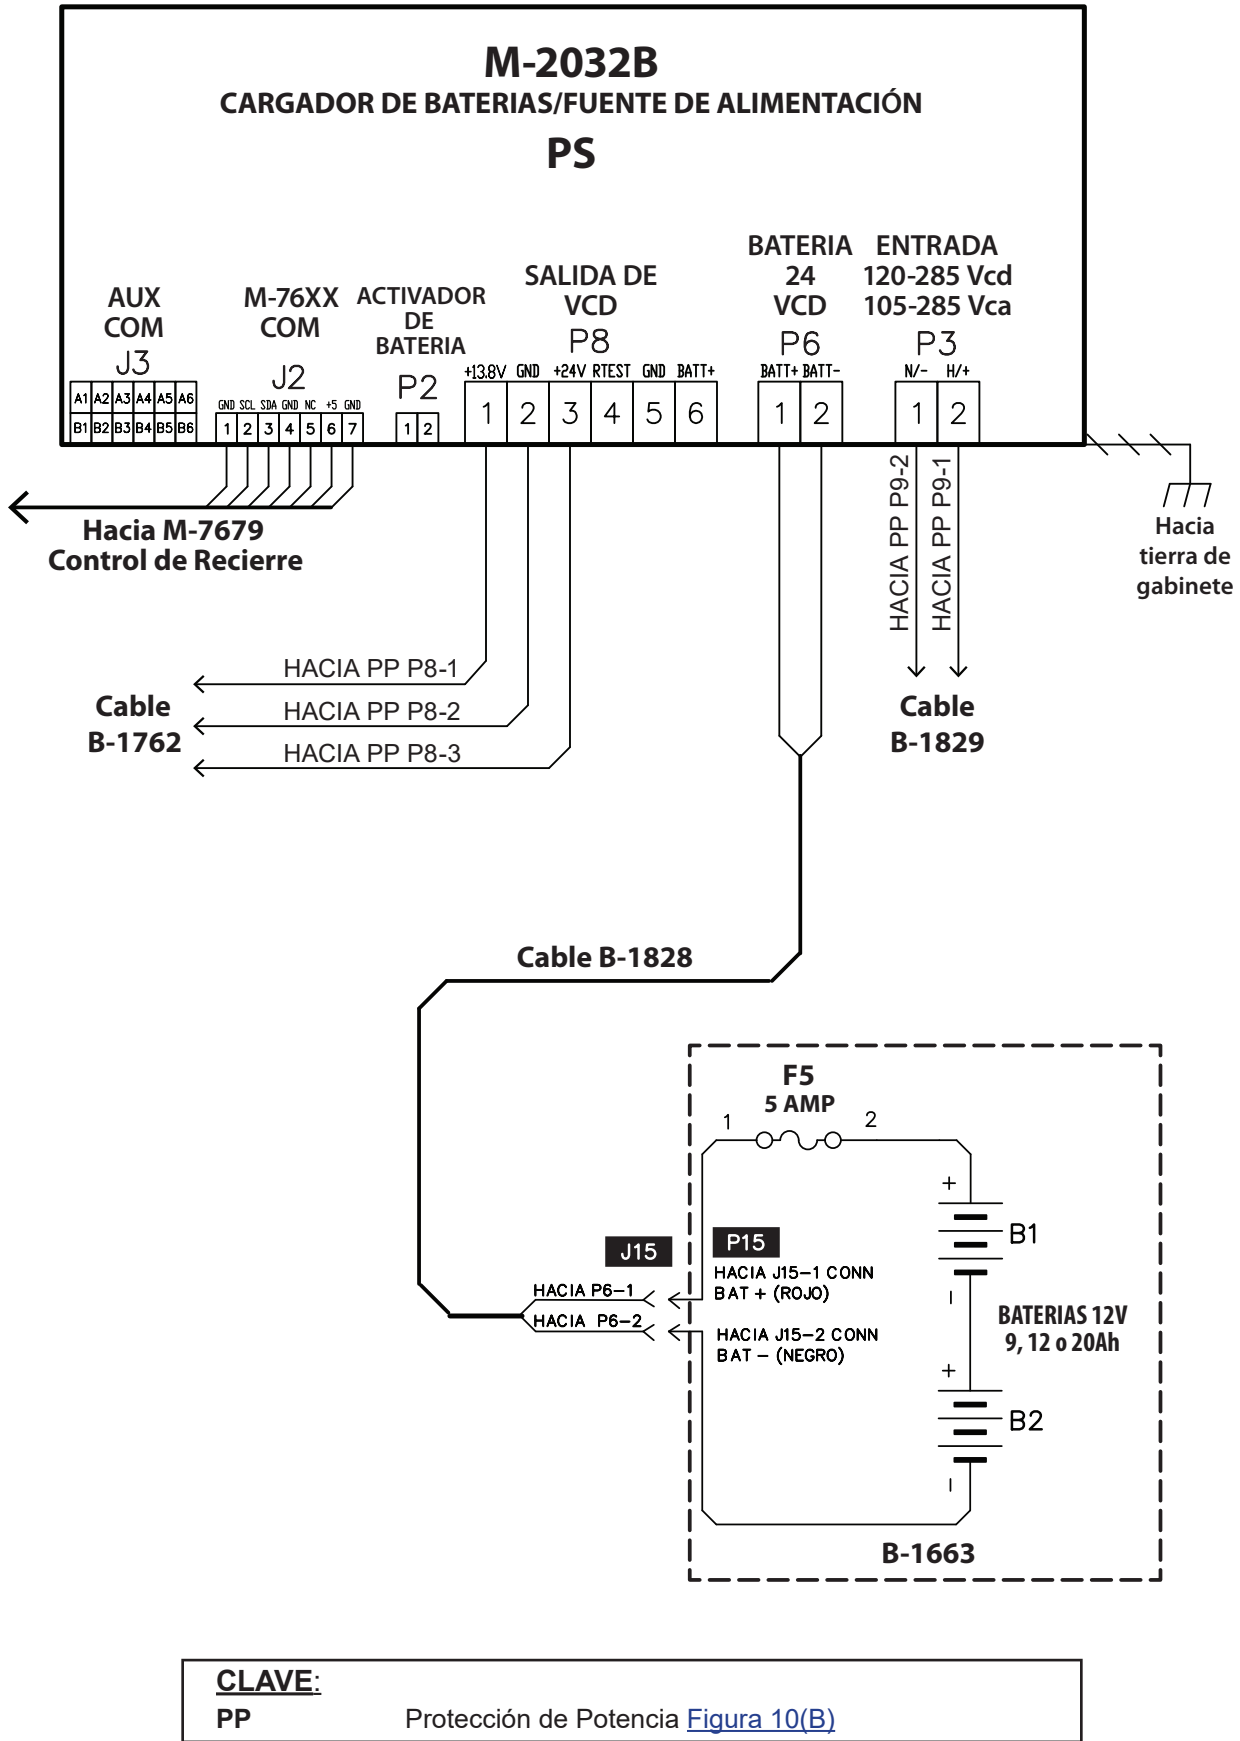 M-2032B
CARGADOR DE BATERIAS/FUENTE DE ALIMENTACIÓN
PS
AUX
COM
J3
A1 A2 A3 A4 A5 A6
B1 B2 B3 B4 B5 B6
M-76XX
COM
J2
GND SCL SDA GND NC +5 GND
1 2 3 4 5 6 7
ACTIVADOR
DE
BATERIA
P2
1 2
SALIDA DE
VCD
P8
+13.8V GND +24V RTEST GND BATT+
1 2 3 4 5 6
BATERIA
24
VCD
P6
BATT+ BATT-
1 2
ENTRADA
120-285 Vcd
105-285 Vca
P3
N/- H/+
1 2
Hacia M-7679
Control de Recierre
HACIA PP P9-2
HACIA PP P9-1
Hacia
tierra de
gabinete
HACIA PP P8-1
HACIA PP P8-2
HACIA PP P8-3
Cable
B-1762
Cable
B-1829
Cable B-1828
F5
5 AMP
1 2
+
B1
-
J15
P15
HACIA J15-1 CONN
BAT + (ROJO)
HACIA P6-1
HACIA P6-2
HACIA J15-2 CONN
BAT - (NEGRO)
BATERIAS 12V
9, 12 o 20Ah
+
B2
-
B-1663
CLAVE:
PP Protección de Potencia Figura 10(B)